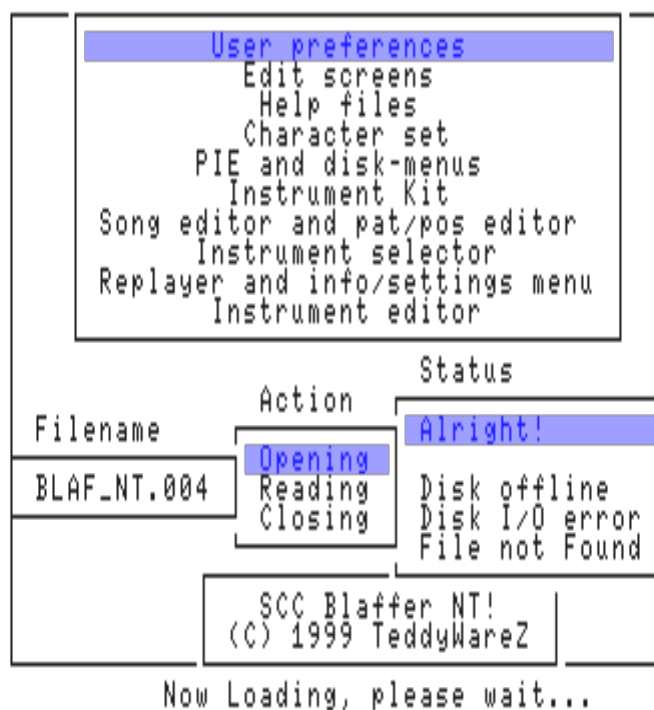 User preferences
Edit screens
Help files
Character set
PIE and disk-menus
Instrument Kit
Song editor and pat/pos editor
Instrument selector
Replayer and info/settings menu
Instrument editor
Status
Action
Filename
Alright!
Opening
BLAF_NT.004
Reading
Disk offline
Closing
Disk I/O error
File not Found
SCC Blaffer NT!
(C) 1999 TeddyWareZ
Now Loading, please wait...